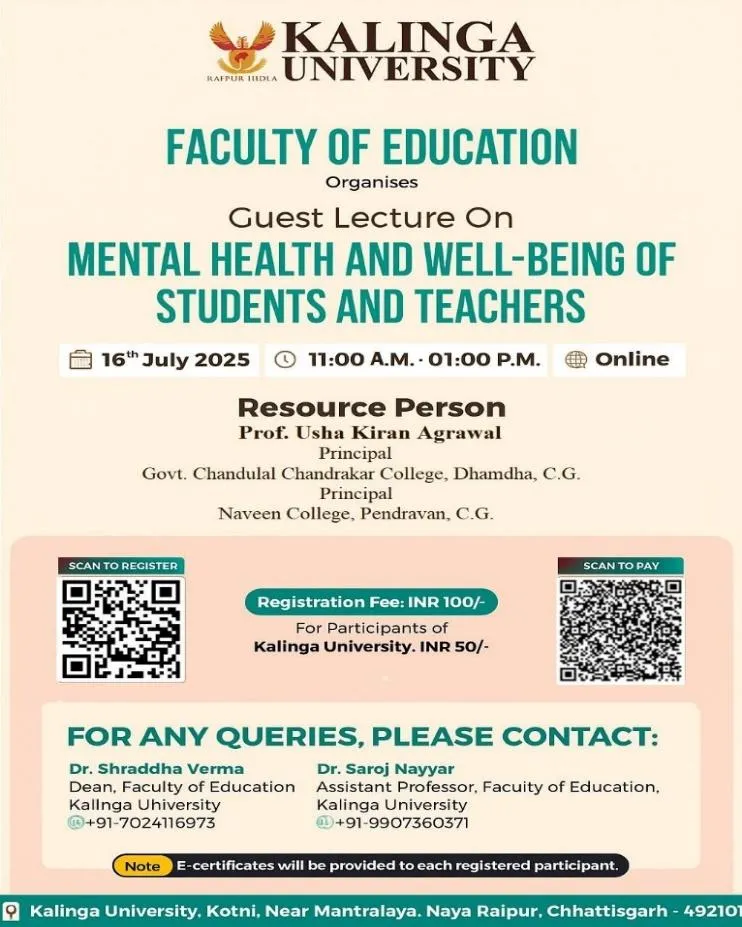 KALINGA
UNIVERSITY
RAFPUR IIIDLA
FACULTY OF EDUCATION
Organises
Guest Lecture On
MENTAL HEALTH AND WELL-BEING OF
STUDENTS AND TEACHERS
16th July 2025 11:00 A.M. - 01:00 P.M. Online
Resource Person
Prof. Usha Kiran Agrawal
Principal
Govt. Chandulal Chandrakar College, Dhamdha, C.G.
Principal
Naveen College, Pendravan, C.G.
SCAN TO REGISTER
SCAN TO PAY
Registration Fee: INR 100/-
For Participants of
Kalinga University. INR 50/-
FOR ANY QUERIES, PLEASE CONTACT:
Dr. Shraddha Verma
Dean, Faculty of Education
Kallnga Uhiversity
+91-7024116973
Dr. Saroj Nayyar
Assistant Professor, Facuity of Education,
Kalinga University
+91-9907360371
Note E-certificates will be provided to each registered participant.
Kalinga University, Kotni, Near Mantralaya. Naya Raipur, Chhattisgarh - 492101